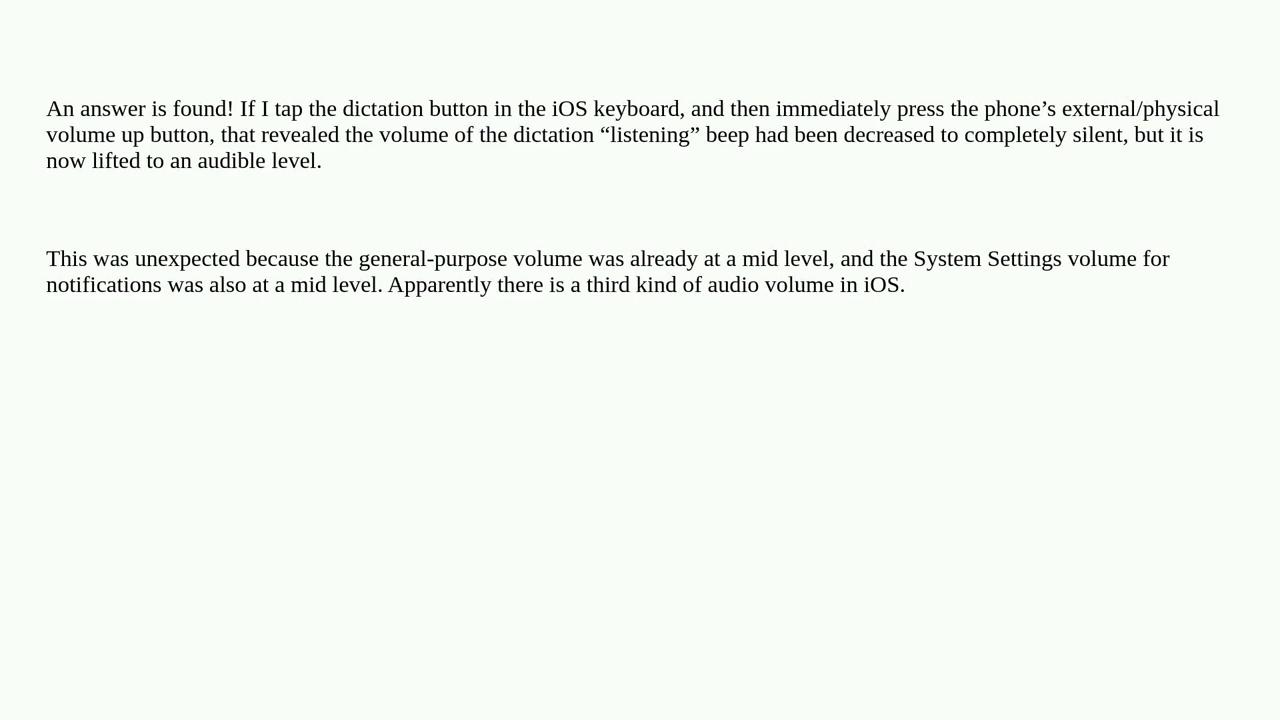 An answer is found! If I tap the dictation button in the iOS keyboard, and then immediately press the phone’s external/physical
volume up button, that revealed the volume of the dictation “listening” beep had been decreased to completely silent, but it is
now lifted to an audible level.
This was unexpected because the general-purpose volume was already at a mid level, and the System Settings volume for
notifications was also at a mid level. Apparently there is a third kind of audio volume in iOS.